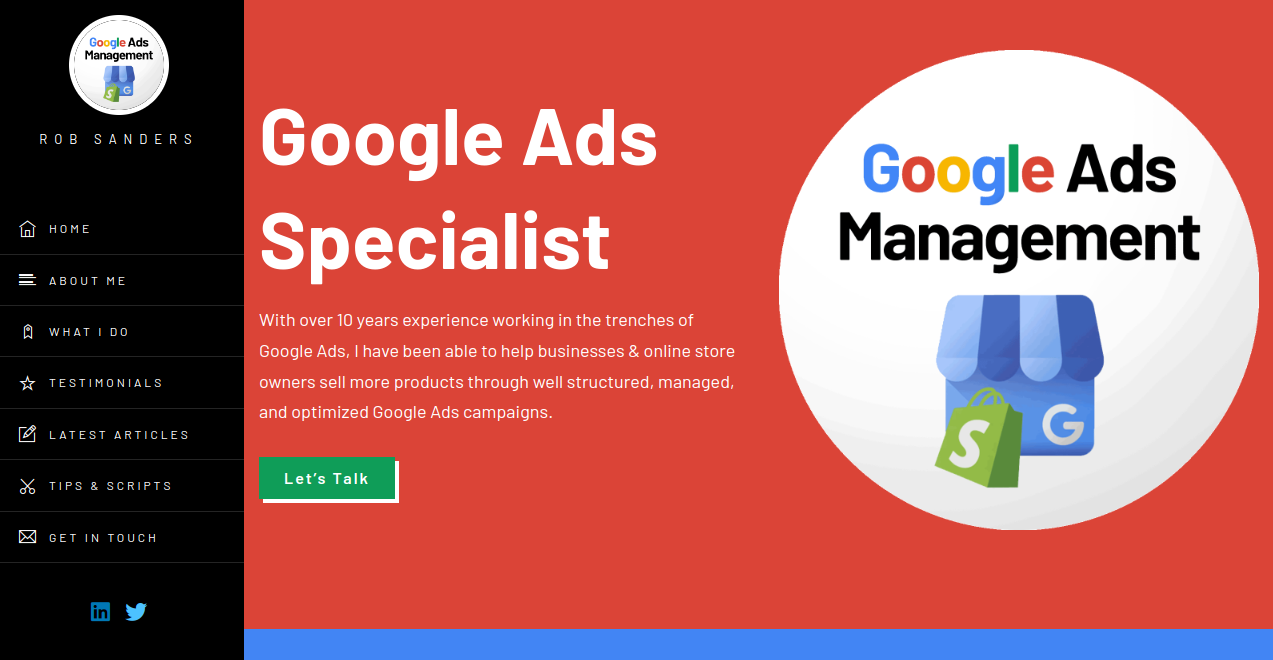 Google Ads
Management
ROB SANDERS
HOME
ABOUT ME
WHAT I DO
TESTIMONIALS
LATEST ARTICLES
TIPS & SCRIPTS
GET IN TOUCH
in
Google Ads
Specialist
With over 10 years experience working in the trenches of
Google Ads, I have been able to help businesses & online store
owners sell more products through well structured, managed,
and optimized Google Ads campaigns.
Let's Talk
Google Ads
Management
S
G